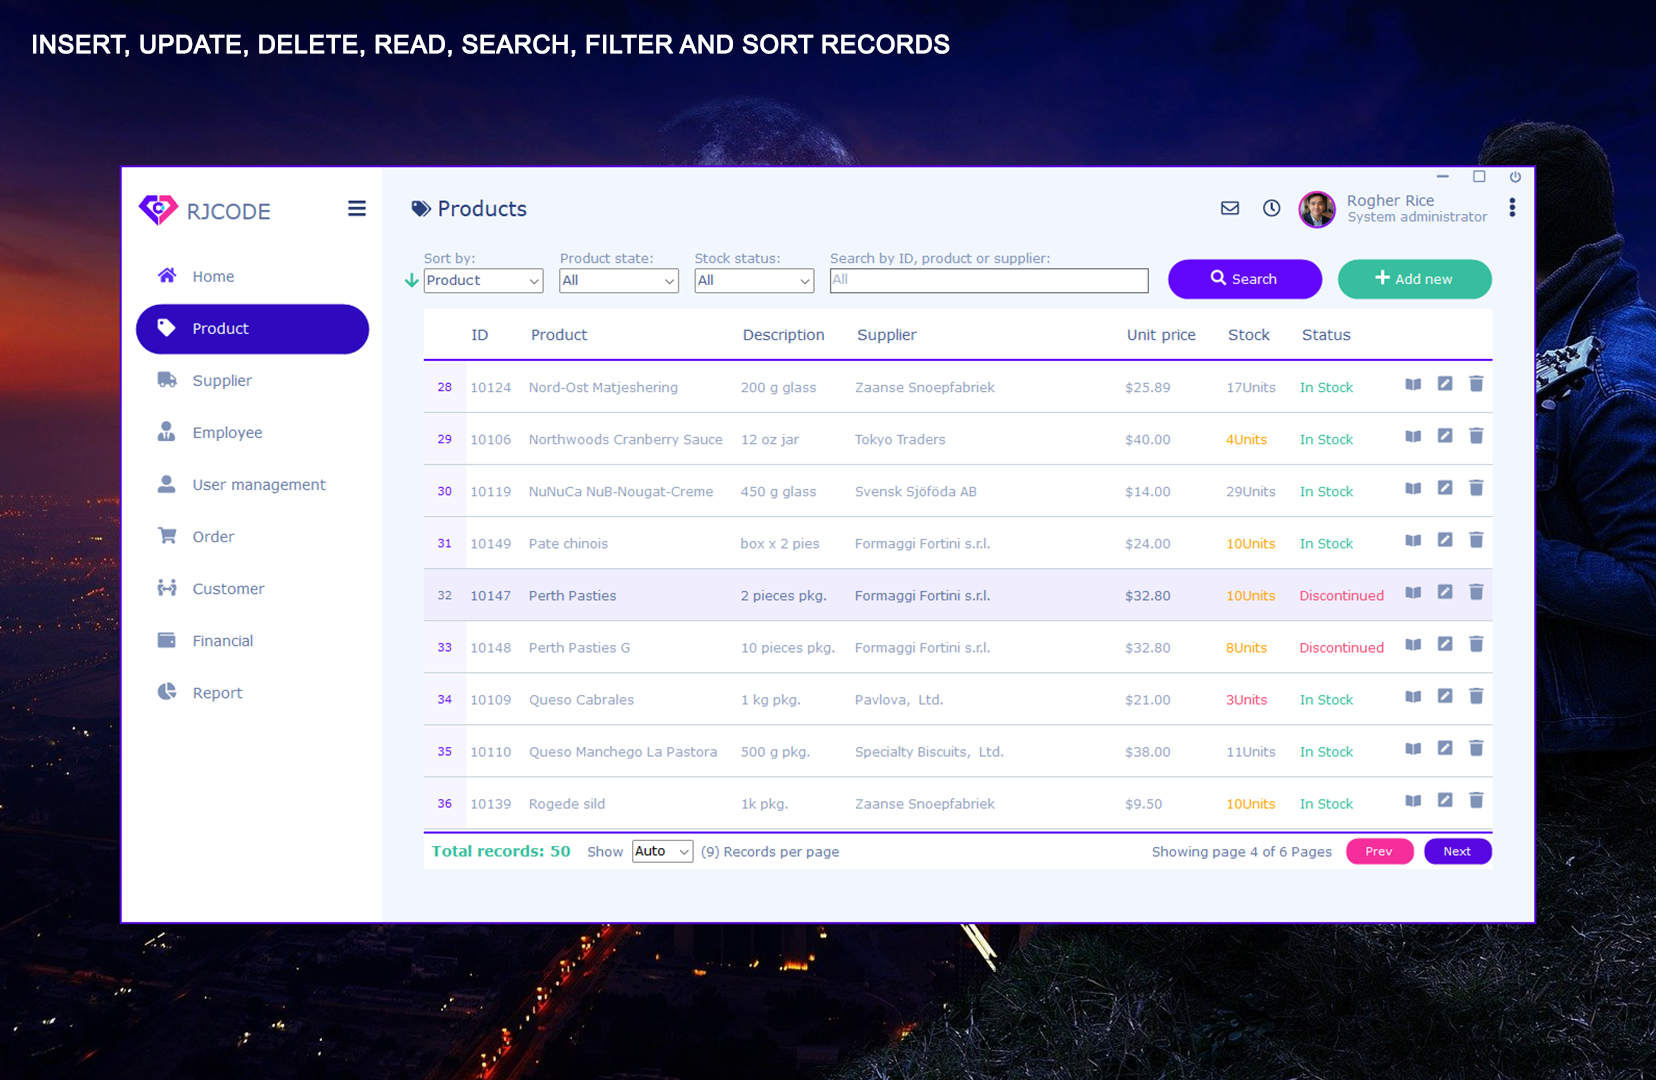 INSERT, UPDATE, DELETE, READ, SEARCH, FILTER AND SORT RECORDS
RJCODE
Products
Rogher Rice
System administrator
Home
Product
Supplier
Employee
User management
Order
Customer
Financial
Report
Sort by: Product state: Stock status: Search by ID, product or supplier:
Product All All All Search Add new
ID Product Description Supplier Unit price Stock Status
28 10124 Nord-Ost Matjeshering 200 g glass Zaanse Snoepfabriek $25.89 17Units In Stock
29 10106 Northwoods Cranberry Sauce 12 oz jar Tokyo Traders $40.00 4Units In Stock
30 10119 NuNuCa NuB-Nougat-Creme 450 g glass Svensk Sjöföda AB $14.00 29Units In Stock
31 10149 Pate chinois box x 2 pies Formaggi Fortini s.r.l. $24.00 10Units In Stock
32 10147 Perth Pasties 2 pieces pkg. Formaggi Fortini s.r.l. $32.80 10Units Discontinued
33 10148 Perth Pasties G 10 pieces pkg. Formaggi Fortini s.r.l. $32.80 8Units Discontinued
34 10109 Queso Cabrales 1 kg pkg. Pavlova, Ltd. $21.00 3Units In Stock
35 10110 Queso Manchego La Pastora 500 g pkg. Specialty Biscuits, Ltd. $38.00 11Units In Stock
36 10139 Rogede sild 1k pkg. Zaanse Snoepfabriek $9.50 10Units In Stock
Total records: 50 Show Auto (9) Records per page Showing page 4 of 6 Pages Prev Next